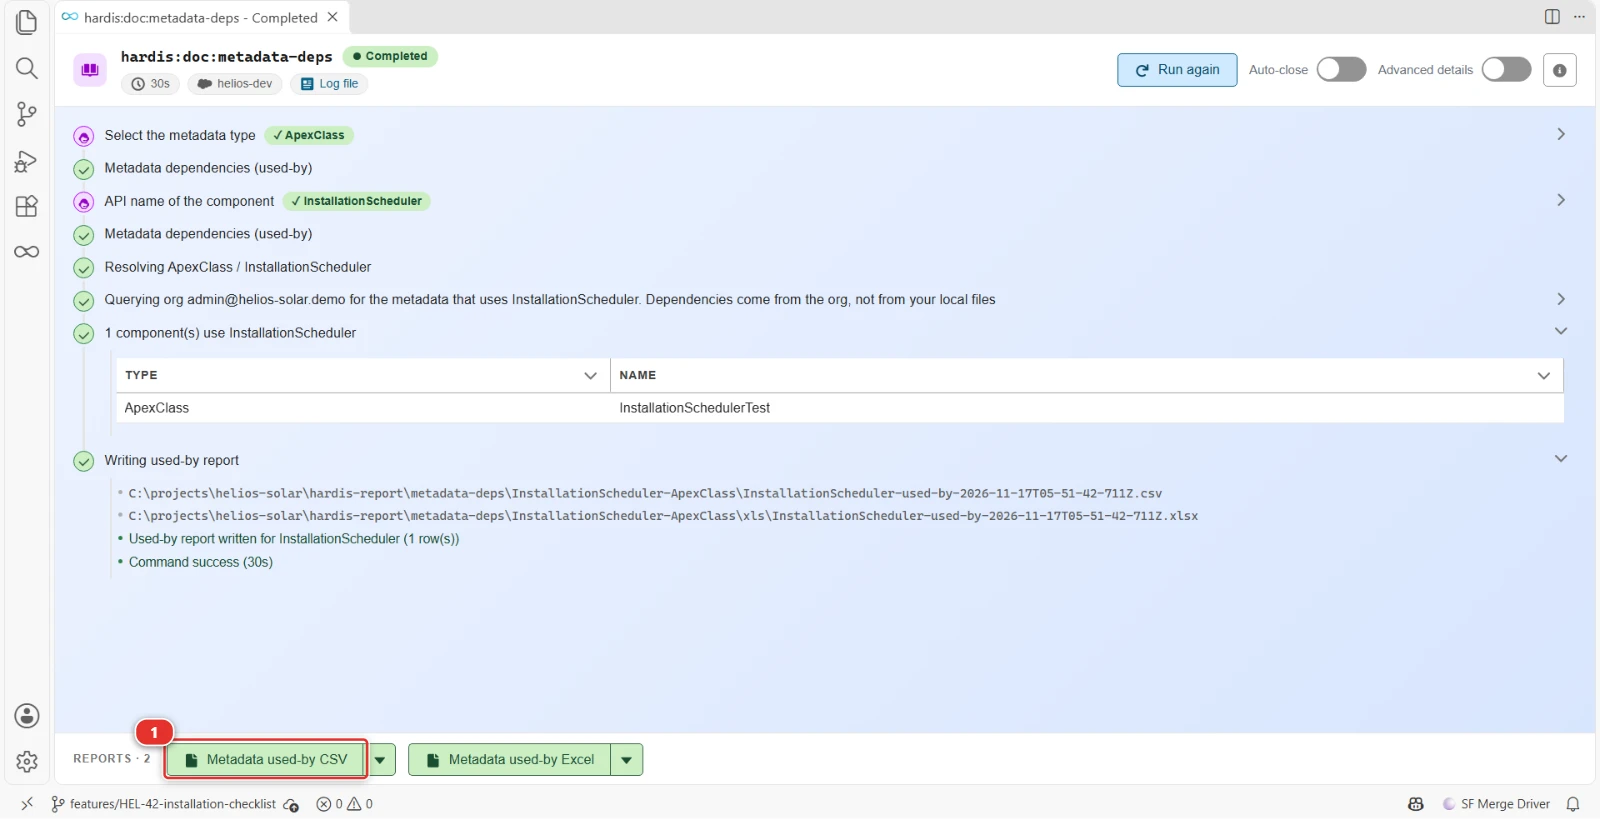 hardis:doc:metadata-deps - Completed
hardis:doc:metadata-deps
Completed
30s
helios-dev
Log file
Run again
Auto-close
Advanced details
Select the metadata type
✓ ApexClass
Metadata dependencies (used-by)
API name of the component
✓ InstallationScheduler
Metadata dependencies (used-by)
Resolving ApexClass / InstallationScheduler
Querying org admin@helios-solar.demo for the metadata that uses InstallationScheduler. Dependencies come from the org, not from your local files
1 component(s) use InstallationScheduler
TYPE
NAME
ApexClass
InstallationSchedulerTest
Writing used-by report
• C:\projects\helios-solar\hardis-report\metadata-deps\InstallationScheduler-ApexClass\InstallationScheduler-used-by-2026-11-17T05-51-42-711Z.csv
• C:\projects\helios-solar\hardis-report\metadata-deps\InstallationScheduler-ApexClass\xls\InstallationScheduler-used-by-2026-11-17T05-51-42-711Z.xlsx
• Used-by report written for InstallationScheduler (1 row(s))
• Command success (30s)
1
REPORTS · 2
Metadata used-by CSV
Metadata used-by Excel
features/HEL-42-installation-checklist
0
0
SF Merge Driver